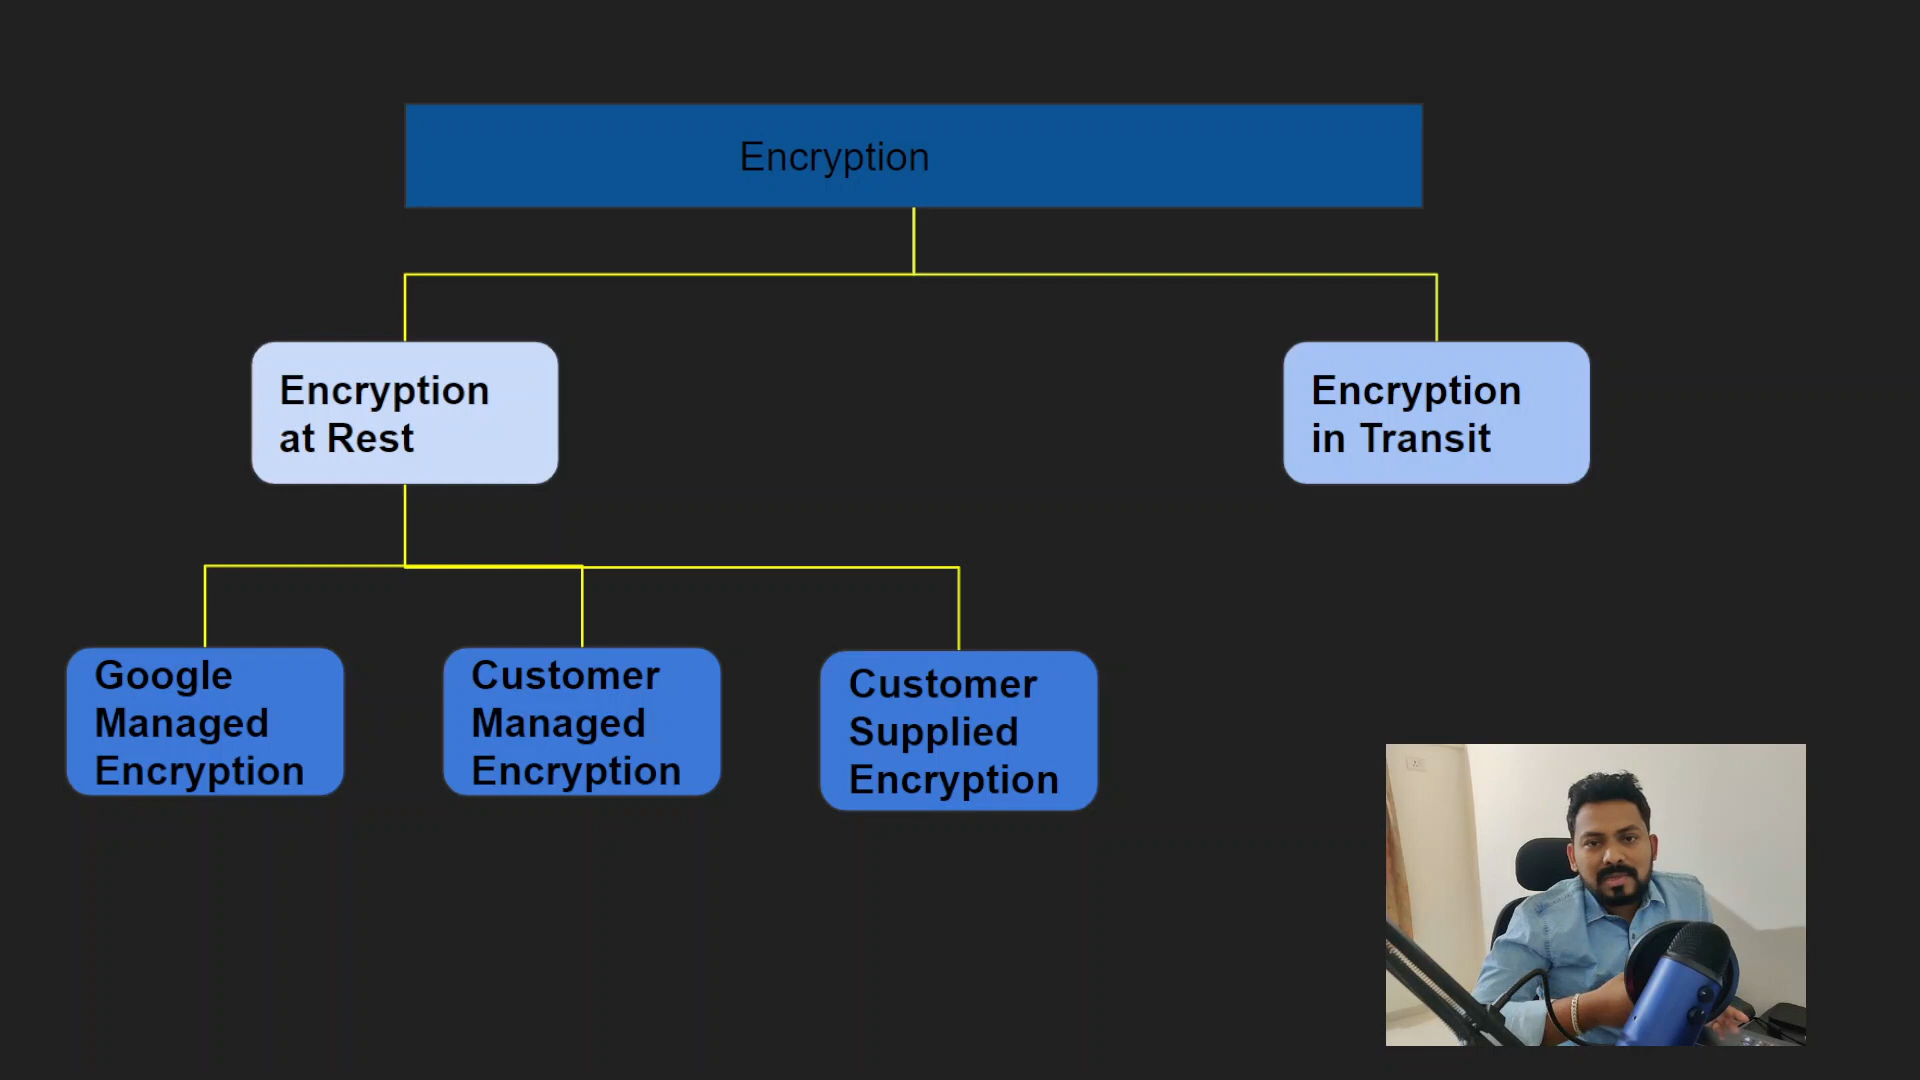 Encryption
Encryption
at Rest
Encryption
in Transit
Google
Managed
Encryption
Customer
Managed
Encryption
Customer
Supplied
Encryption